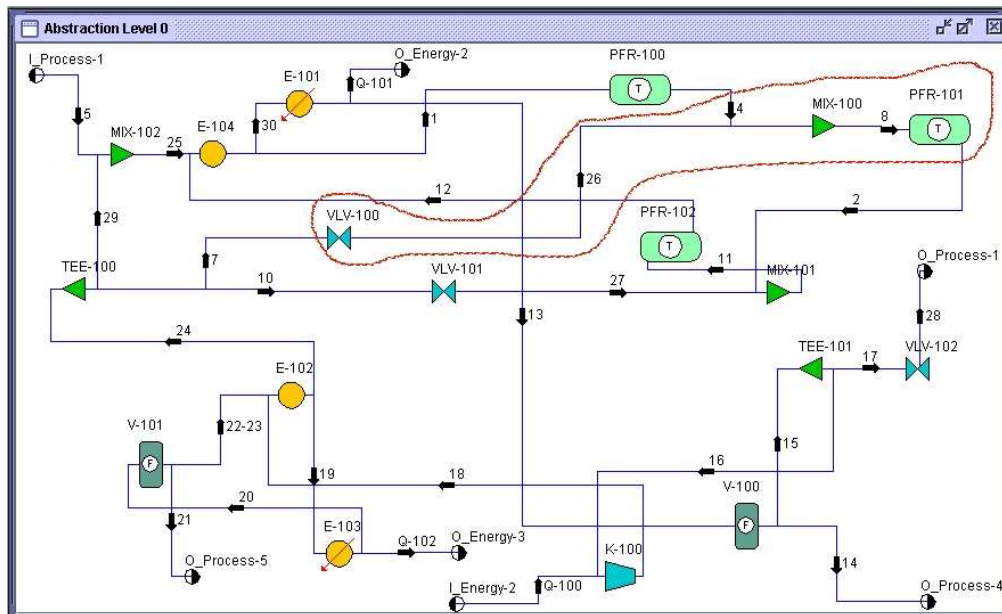 Abstraction Level 0
I_Process-1
O_Energy-2
E-101
Q-101
PFR-100
5
30
1
4
MIX-100
8
PFR-101
T
T
MIX-102
25
E-104
26
12
2
VLV-100
PFR-102
T
29
7
11
MIX-101
O_Process-1
TEE-100
10
VLV-101
27
13
28
24
TEE-101
17
VLV-102
E-102
V-101
F
22-23
15
16
19
18
V-100
F
20
21
E-103
Q-102
O_Energy-3
K-100
O_Process-5
14
I_Energy-2
Q-100
O_Process-4